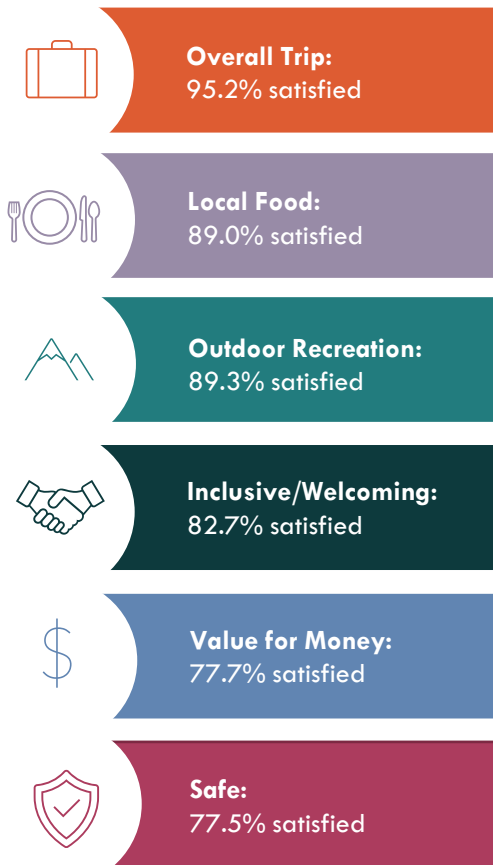 Overall Trip:
95.2% satisfied
Local Food:
89.0% satisfied
Outdoor Recreation:
89.3% satisfied
Inclusive/Welcoming:
82.7% satisfied
Value for Money:
77.7% satisfied
Safe:
77.5% satisfied